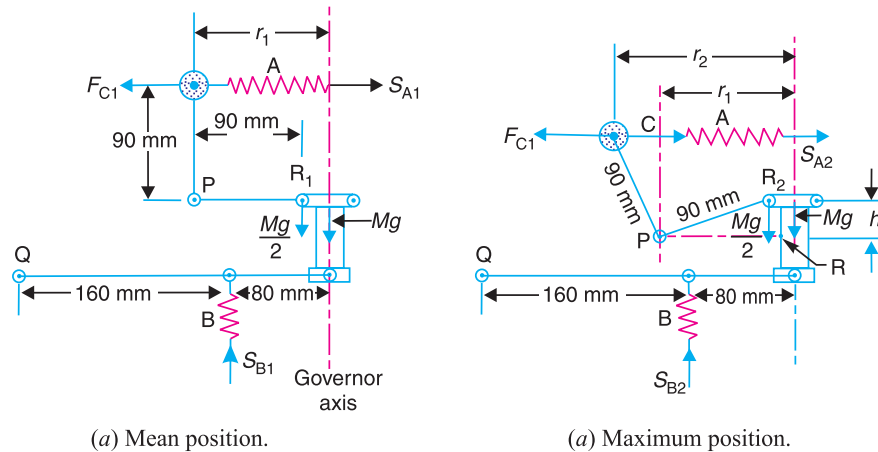 r1
A
FC1
SA1
90 mm
90 mm
P
R1
Mg/2
Mg
Q
160 mm
80 mm
B
SB1
Governor
axis
(a) Mean position.
r2
r1
A
FC1
C
SA2
90 mm
90 mm
R2
P
Mg/2
Mg
h
R
Q
160 mm
80 mm
B
SB2
(a) Maximum position.